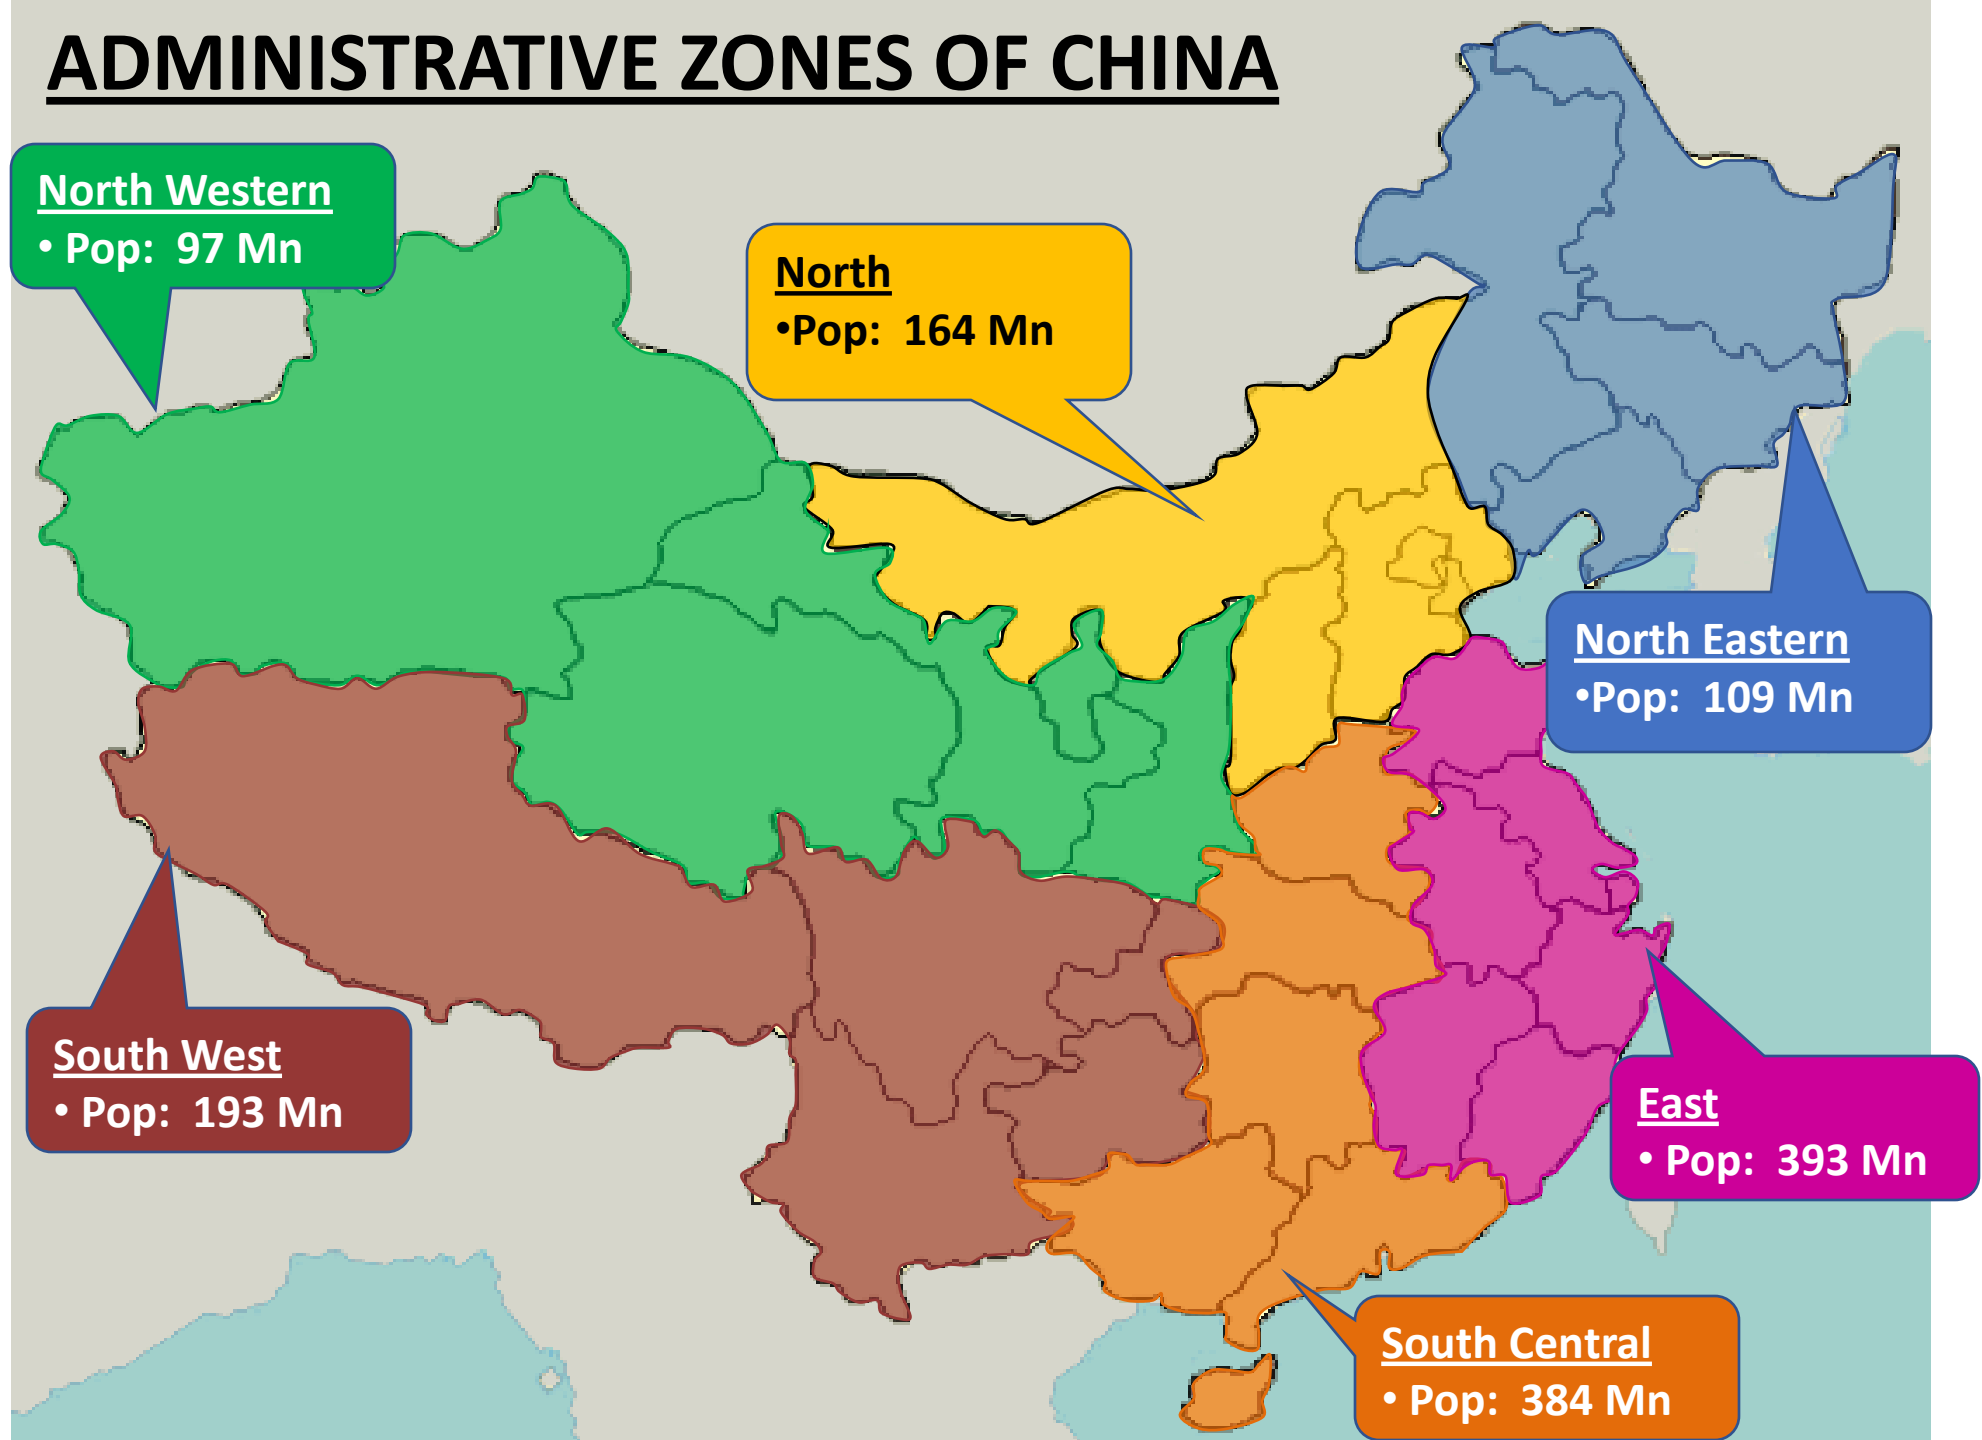 ADMINISTRATIVE ZONES OF CHINA
North Western
• Pop: 97 Mn
North
•Pop: 164 Mn
North Eastern
•Pop: 109 Mn
South West
• Pop: 193 Mn
East
• Pop: 393 Mn
South Central
• Pop: 384 Mn